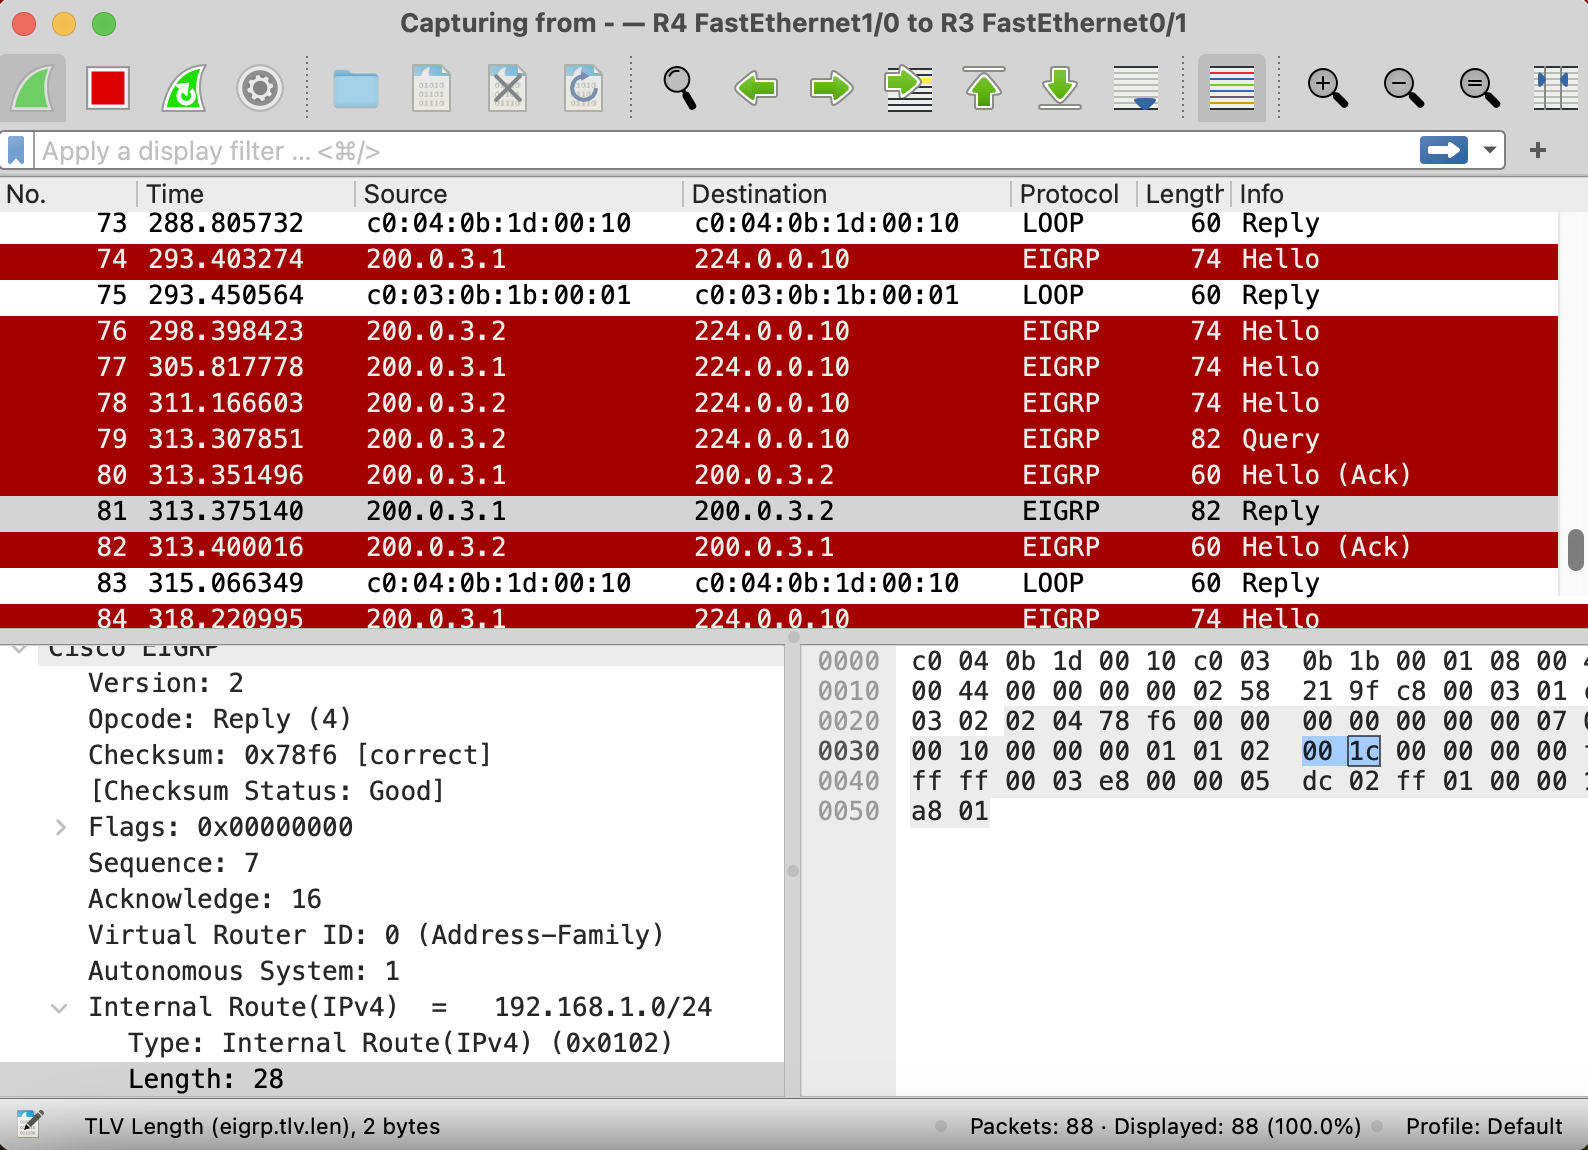 Capturing from - — R4 FastEthernet1/0 to R3 FastEthernet0/1
Apply a display filter ... <⌘/>
No. Time Source Destination Protocol Length Info
73 288.805732 c0:04:0b:1d:00:10 c0:04:0b:1d:00:10 LOOP 60 Reply
74 293.403274 200.0.3.1 224.0.0.10 EIGRP 74 Hello
75 293.450564 c0:03:0b:1b:00:01 c0:03:0b:1b:00:01 LOOP 60 Reply
76 298.398423 200.0.3.2 224.0.0.10 EIGRP 74 Hello
77 305.817778 200.0.3.1 224.0.0.10 EIGRP 74 Hello
78 311.166603 200.0.3.2 224.0.0.10 EIGRP 74 Hello
79 313.307851 200.0.3.2 224.0.0.10 EIGRP 82 Query
80 313.351496 200.0.3.1 200.0.3.2 EIGRP 60 Hello (Ack)
81 313.375140 200.0.3.1 200.0.3.2 EIGRP 82 Reply
82 313.400016 200.0.3.2 200.0.3.1 EIGRP 60 Hello (Ack)
83 315.066349 c0:04:0b:1d:00:10 c0:04:0b:1d:00:10 LOOP 60 Reply
84 318.220995 200.0.3.1 224.0.0.10 EIGRP 74 Hello
Cisco EIGRP
Version: 2
Opcode: Reply (4)
Checksum: 0x78f6 [correct]
[Checksum Status: Good]
Flags: 0x00000000
Sequence: 7
Acknowledge: 16
Virtual Router ID: 0 (Address-Family)
Autonomous System: 1
Internal Route(IPv4) = 192.168.1.0/24
Type: Internal Route(IPv4) (0x0102)
Length: 28
0000 c0 04 0b 1d 00 10 c0 03 0b 1b 00 01 08 00
0010 00 44 00 00 00 00 02 58 21 9f c8 00 03 01
0020 03 02 02 04 78 f6 00 00 00 00 00 00 00 07
0030 00 10 00 00 00 01 01 02 00 1c 00 00 00 00
0040 ff ff 00 03 e8 00 00 05 dc 02 ff 01 00 00
0050 a8 01
TLV Length (eigrp.tlv.len), 2 bytes
Packets: 88 · Displayed: 88 (100.0%)
Profile: Default